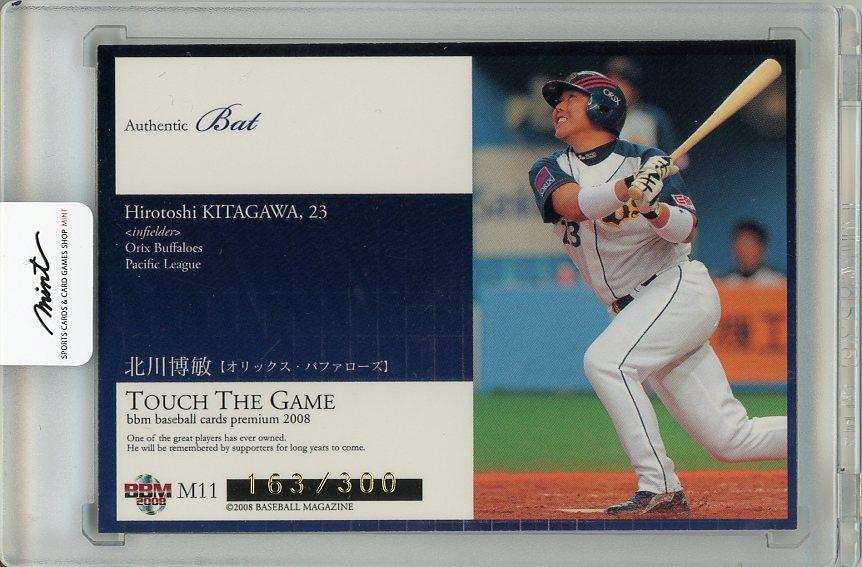 Authentic Bat
Hirotoshi KITAGAWA, 23
<infielder>
Orix Buffaloes
Pacific League
北川博敏【オリックス・バファローズ】
TOUCH THE GAME
bbm baseball cards premium 2008
One of the great players has ever owned.
He will be remembered by supporters for long years to come.
BBM 2008 M11 163/300
©2008 BASEBALL MAGAZINE
mint
SPORTS CARDS & CARD GAMES SHOP MINT
ORIX
ORIX
23